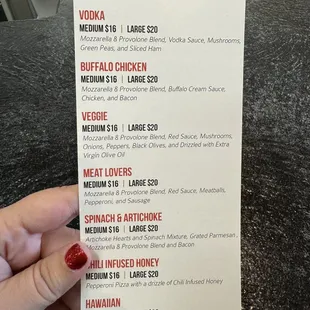 VODKA
MEDIUM $16 | LARGE $20
Mozzarella & Provolone Blend, Vodka Sauce, Mushrooms,
Green Peas, and Sliced Ham
BUFFALO CHICKEN
MEDIUM $16 | LARGE $20
Mozzarella & Provolone Blend, Buffalo Cream Sauce,
Chicken, and Bacon
VEGGIE
MEDIUM $16 | LARGE $20
Mozzarella & Provolone Blend, Red Sauce, Mushrooms,
Onions, Peppers, Black Olives, and Drizzled with Extra
Virgin Olive Oil
MEAT LOVERS
MEDIUM $16 | LARGE $20
Mozzarella & Provolone Blend, Red Sauce, Meatballs,
Pepperoni, and Sausage
SPINACH & ARTICHOKE
MEDIUM $16 | LARGE $20
Artichoke Hearts and Spinach Mixture, Grated Parmesan,
Mozzarella & Provolone Blend and Bacon
CHILI INFUSED HONEY
MEDIUM $16 | LARGE $20
Pepperoni Pizza with a drizzle of Chili Infused Honey
HAWAIIAN